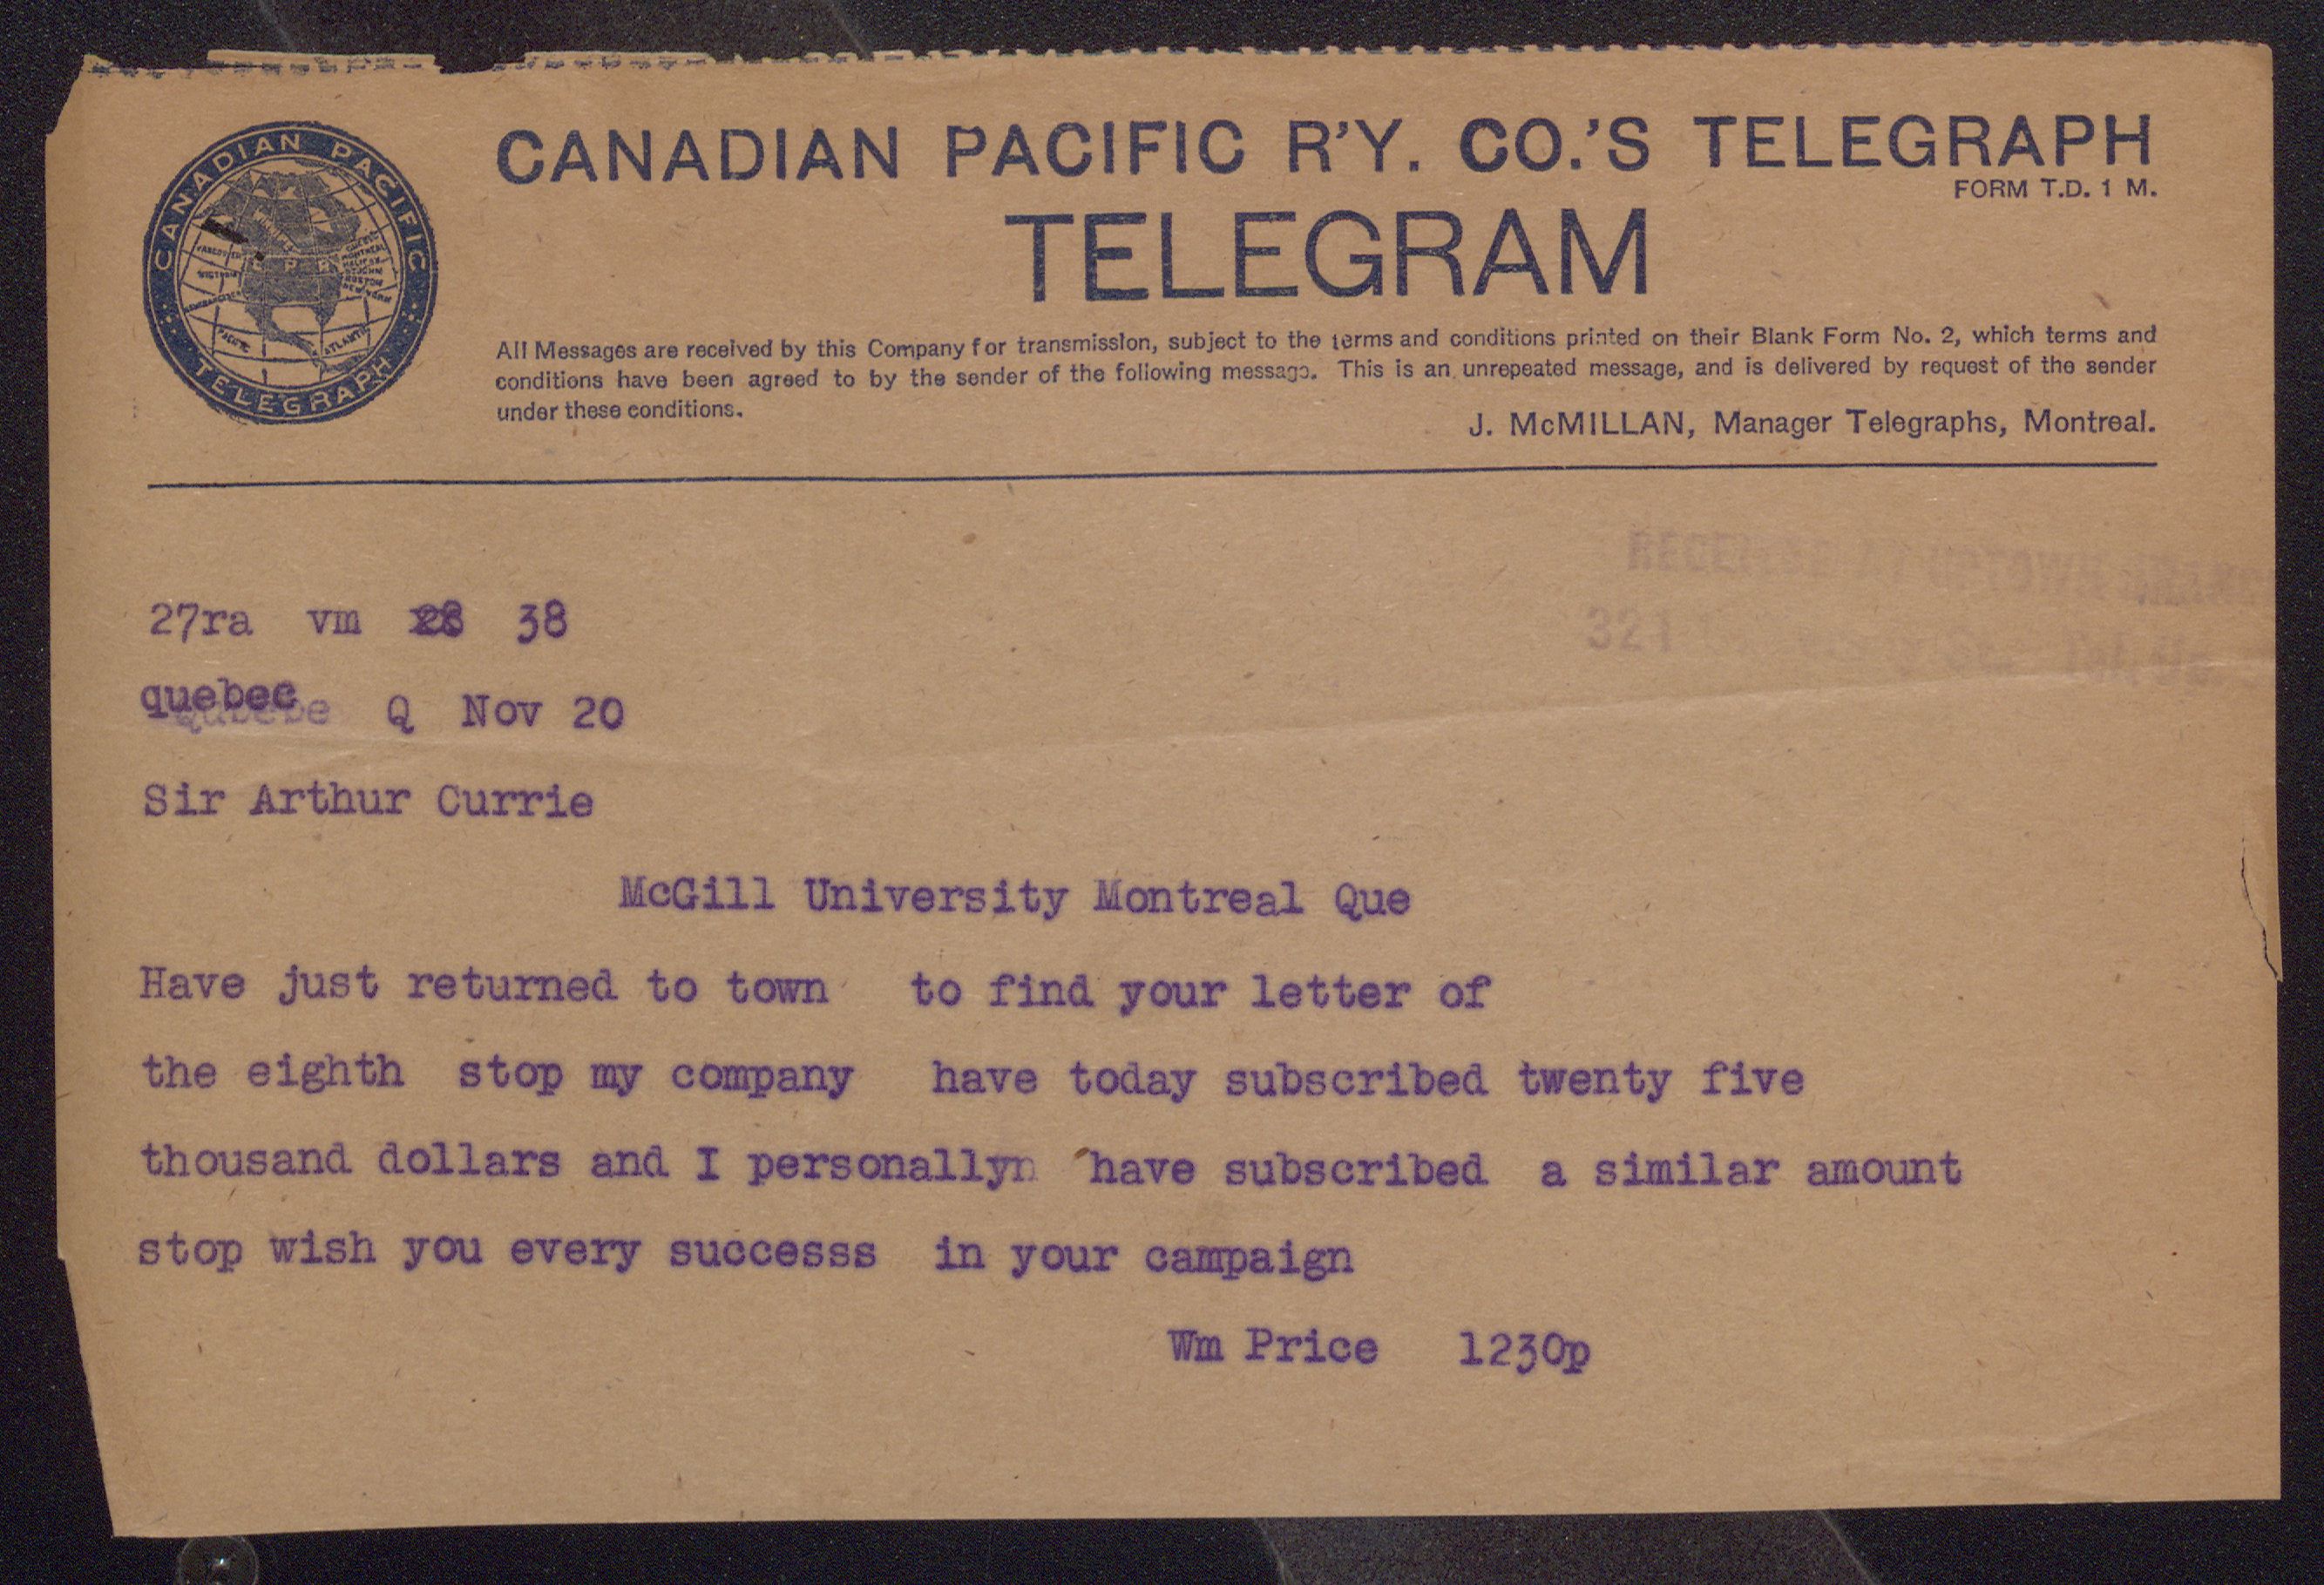 CANADIAN PACIFIC R'Y. CO.'S TELEGRAPH
FORM T.D. 1 M.
TELEGRAM
CANADIAN PACIFIC
TELEGRAPH
All Messages are received by this Company for transmission, subject to the terms and conditions printed on their Blank Form No. 2, which terms and
conditions have been agreed to by the sender of the following message. This is an unrepeated message, and is delivered by request of the sender
under these conditions.
J. McMILLAN, Manager Telegraphs, Montreal.
RECEIVED AT UPTOWN
321
27ra vm 38
quebec Q Nov 20
Sir Arthur Currie
McGill University Montreal Que
Have just returned to town to find your letter of
the eighth stop my company have today subscribed twenty five
thousand dollars and I personallyn have subscribed a similar amount
stop wish you every successs in your campaign
Wm Price 1230p